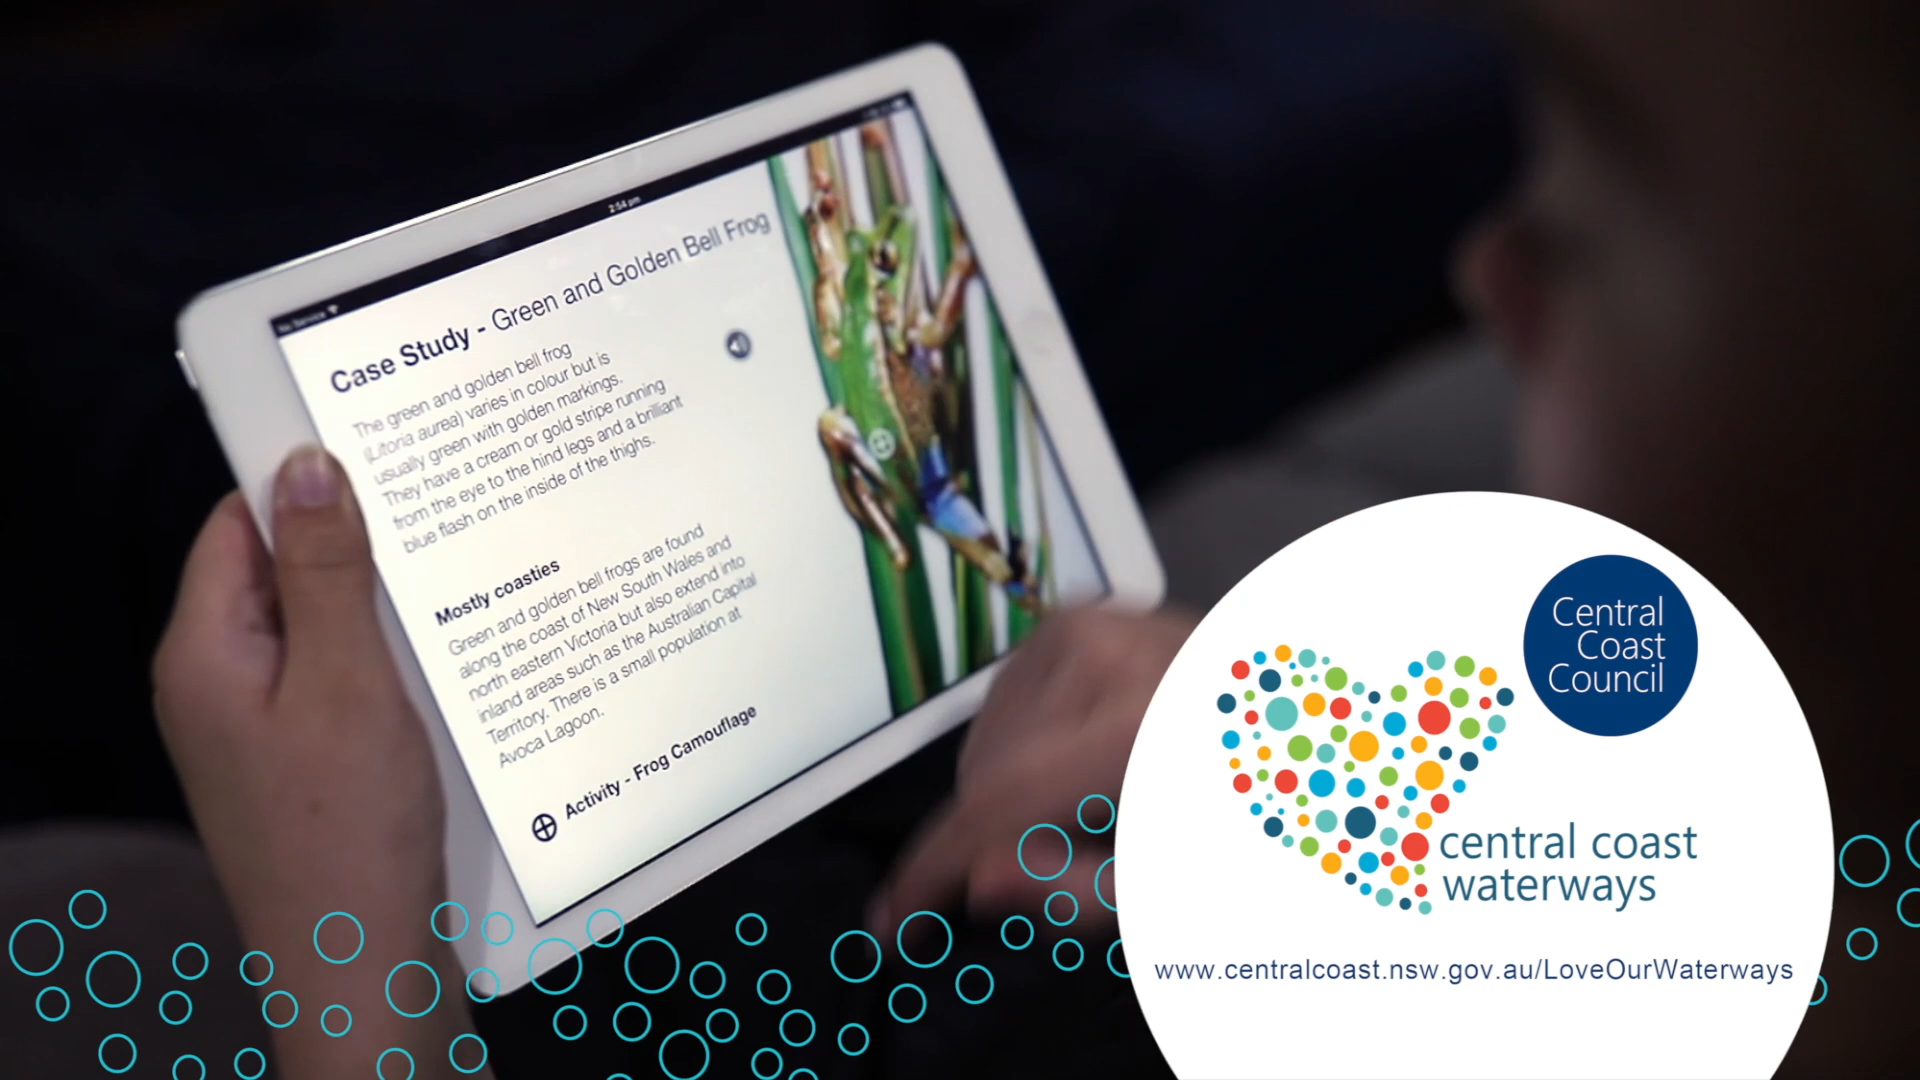 No Service
2:54 pm
Case Study - Green and Golden Bell Frog
The green and golden bell frog
(Litoria aurea) varies in colour but is
usually green with golden markings.
They have a cream or gold stripe running
from the eye to the hind legs and a brilliant
blue flash on the inside of the thighs.
Mostly coasties
Green and golden bell frogs are found
along the coast of New South Wales and
north eastern Victoria but also extend into
inland areas such as the Australian Capital
Territory. There is a small population at
Avoca Lagoon.
Activity - Frog Camouflage
Central
Coast
Council
central coast
waterways
www.centralcoast.nsw.gov.au/LoveOurWaterways